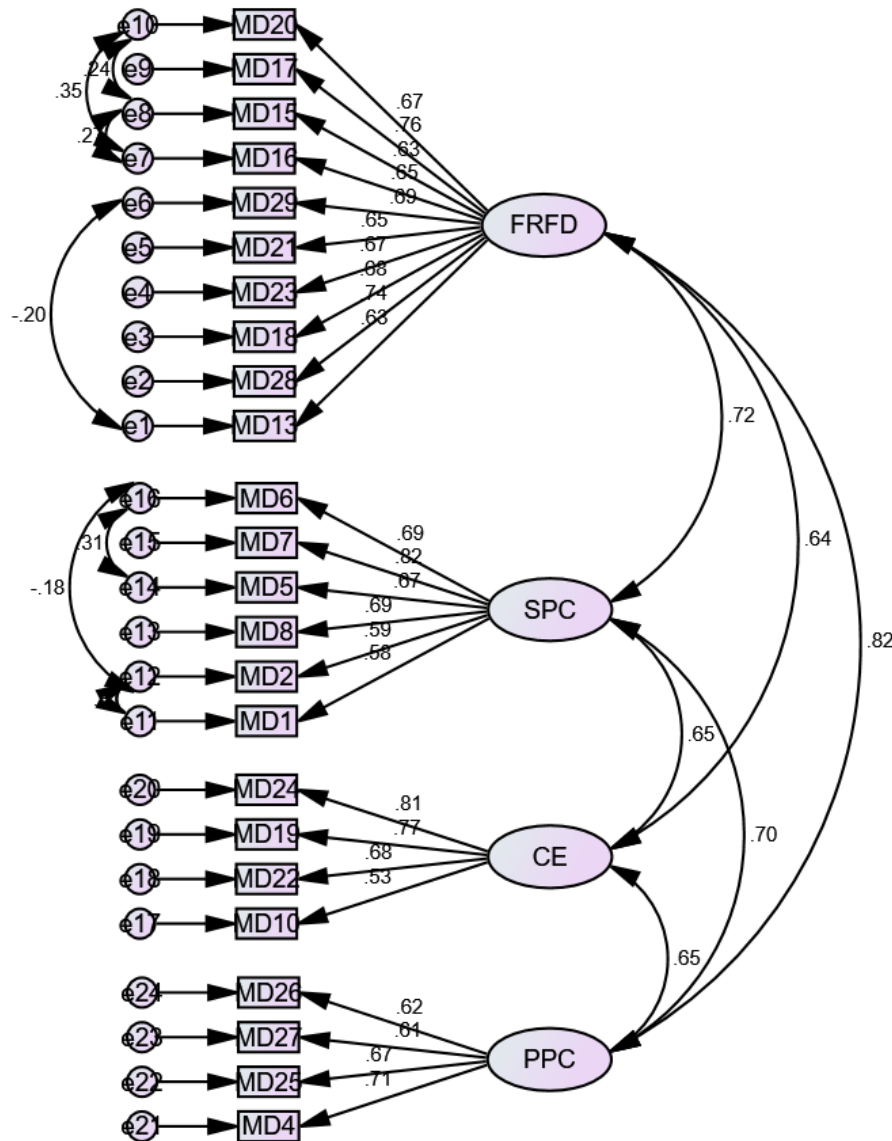 e10 MD20
.24
e9 MD17
.35
e8 MD15
e7 MD16
e6 MD29
e5 MD21
e4 MD23
-.20
e3 MD18
e2 MD28
e1 MD13
.67
.76
.63
.65
.69
.65
.67
.68
.74
.63
FRFD
.72
.64
.82
e16 MD6
.31
e15 MD7
-.18
e14 MD5
e13 MD8
e12 MD2
e11 MD1
.69
.82
.67
.69
.59
.58
SPC
.65
.70
e20 MD24
e19 MD19
e18 MD22
e17 MD10
.81
.77
.68
.53
CE
.65
e24 MD26
e23 MD27
e22 MD25
e21 MD4
.62
.61
.67
.71
PPC